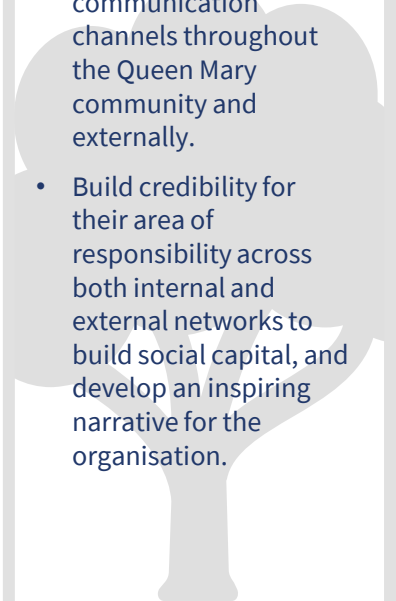 communication
channels throughout
the Queen Mary
community and
externally.
• Build credibility for
their area of
responsibility across
both internal and
external networks to
build social capital, and
develop an inspiring
narrative for the
organisation.